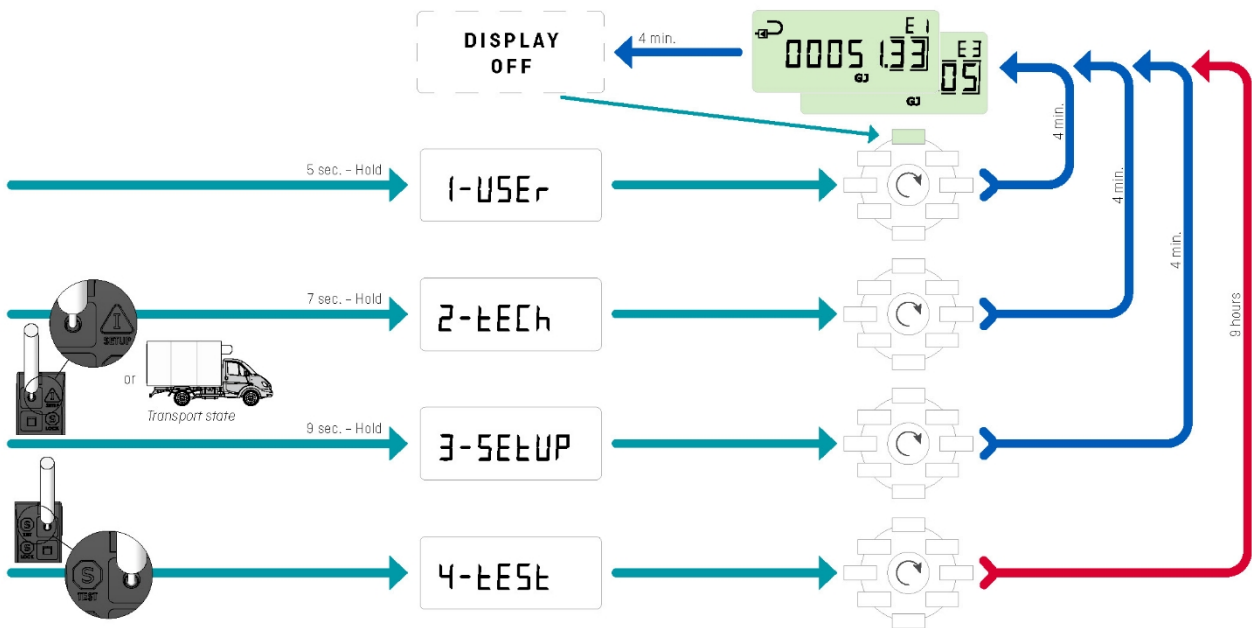 DISPLAY
OFF
4 min.
E1
00051.33
GJ
E3
05
GJ
5 sec. – Hold
1-USEr
4 min.
7 sec. – Hold
2-tECh
4 min.
I
SETUP
or
Transport state
9 sec. – Hold
3-SEtUP
4 min.
9 hours
S
TEST
4-tESt